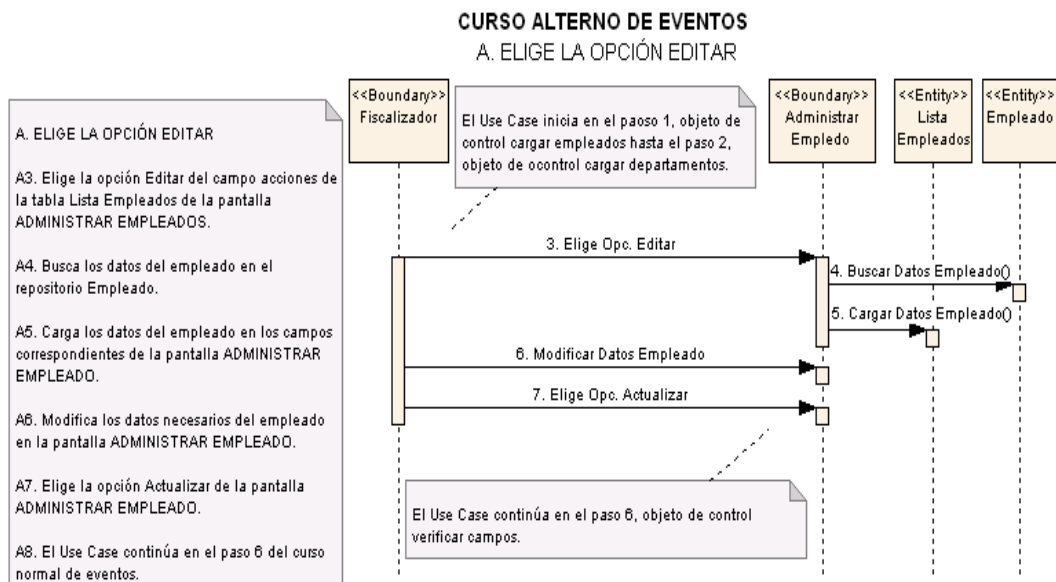 CURSO ALTERNO DE EVENTOS
A. ELIGE LA OPCIÓN EDITAR
A. ELIGE LA OPCIÓN EDITAR
A3. Elige la opción Editar del campo acciones de
la tabla Lista Empleados de la pantalla
ADMINISTRAR EMPLEADOS.
A4. Busca los datos del empleado en el
repositorio Empleado.
A5. Carga los datos del empleado en los campos
correspondientes de la pantalla ADMINISTRAR
EMPLEADO.
A6. Modifica los datos necesarios del empleado
en la pantalla ADMINISTRAR EMPLEADO.
A7. Elige la opción Actualizar de la pantalla
ADMINISTRAR EMPLEADO.
A8. El Use Case continúa en el paso 6 del curso
normal de eventos.
<<Boundary>>
Fiscalizador
El Use Case inicia en el paoso 1, objeto de
control cargar empleados hasta el paso 2,
objeto de ocontrol cargar departamentos.
<<Boundary>>
Administrar
Empledo
<<Entity>>
Lista
Empleados
<<Entity>>
Empleado
3. Elige Opc. Editar
4. Buscar Datos Empleado()
5. Cargar Datos Empleado()
6. Modificar Datos Empleado
7. Elige Opc. Actualizar
El Use Case continúa en el paso 6, objeto de control
verificar campos.